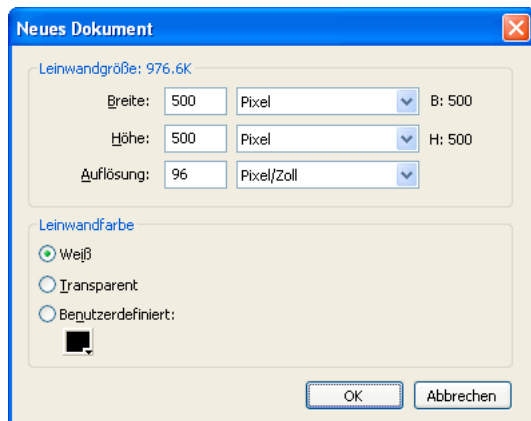 Neues Dokument
Leinwandgröße: 976.6K
Breite: 500 Pixel B: 500
Höhe: 500 Pixel H: 500
Auflösung: 96 Pixel/Zoll
Leinwandfarbe
Weiß
Transparent
Benutzerdefiniert:
OK Abbrechen